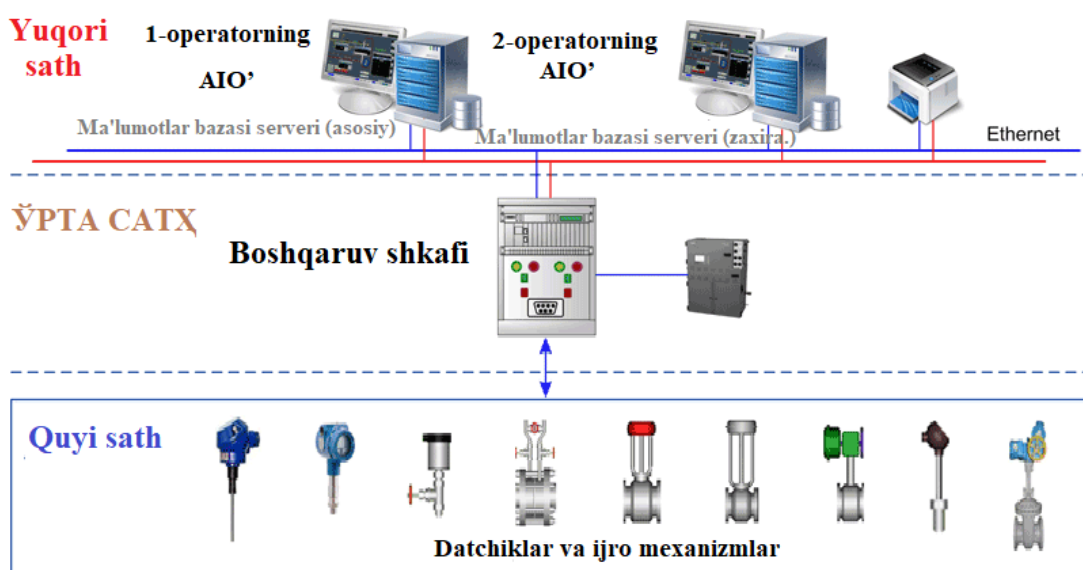 Yuqori
sath
1-operatorning
AIO’
2-operatorning
AIO’
Ma'lumotlar bazasi serveri (asosiy)
Ma'lumotlar bazasi serveri (zaxira.)
Ethernet
ЎРТА САТҲ
Boshqaruv shkafi
Quyi sath
Datchiklar va ijro mexanizmlar